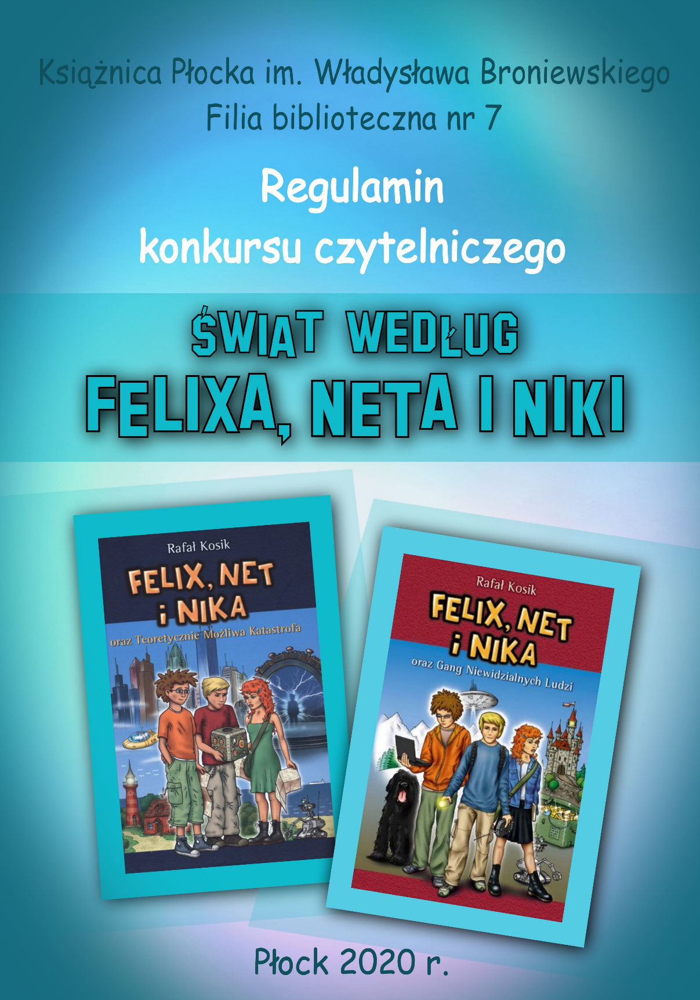 Książnica Płocka im. Władysława Broniewskiego
Filia biblioteczna nr 7
Regulamin
konkursu czytelniczego
ŚWIAT WEDŁUG
FELIXA, NETA I NIKI
Rafał Kosik
FELIX, NET
i NIKA
oraz Teoretycznie Możliwa Katastrofa
Rafał Kosik
FELIX, NET
i NIKA
oraz Gang Niewidzialnych Ludzi
Płock 2020 r.